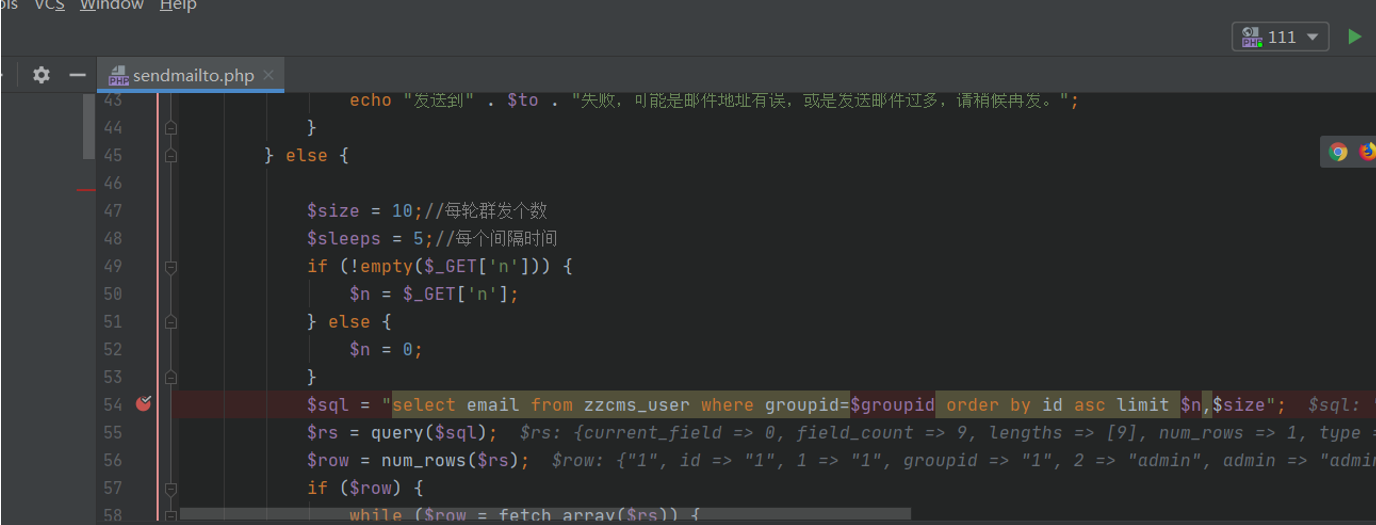 VCS Window Help
111
sendmailto.php
43 echo "发送到" . $to . "失败，可能是邮件地址有误，或是发送邮件过多，请稍候再发。";
44 }
45 } else {
46
47 $size = 10;//每轮群发个数
48 $sleeps = 5;//每个间隔时间
49 if (!empty($_GET['n'])) {
50 $n = $_GET['n'];
51 } else {
52 $n = 0;
53 }
54 $sql = "select email from zzcms_user where groupid=$groupid order by id asc limit $n,$size"; $sql: "
55 $rs = query($sql); $rs: {current_field => 0, field_count => 9, lengths => [9], num_rows => 1, type =
56 $row = num_rows($rs); $row: {"1", id => "1", 1 => "1", groupid => "1", 2 => "admin", admin => "admi
57 if ($row) {
58 while ($row = fetch_array($rs)) {